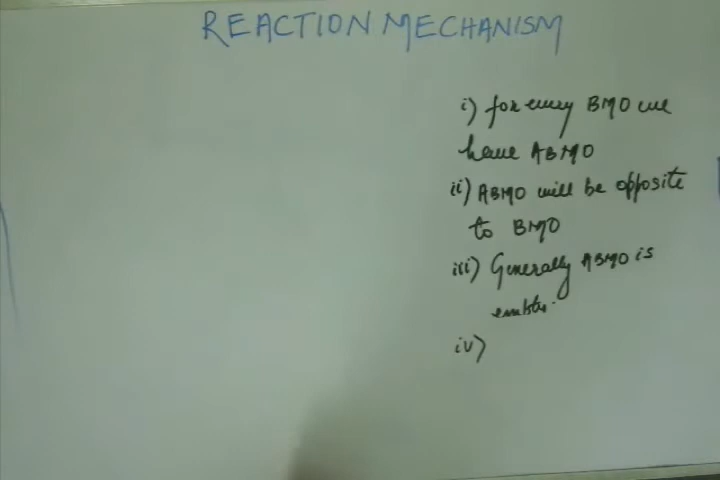 REACTION MECHANISM
i) for every BMO we
have ABMO
ii) ABMO will be opposite
to BMO
iii) Generally ABMO is
empty.
iv)